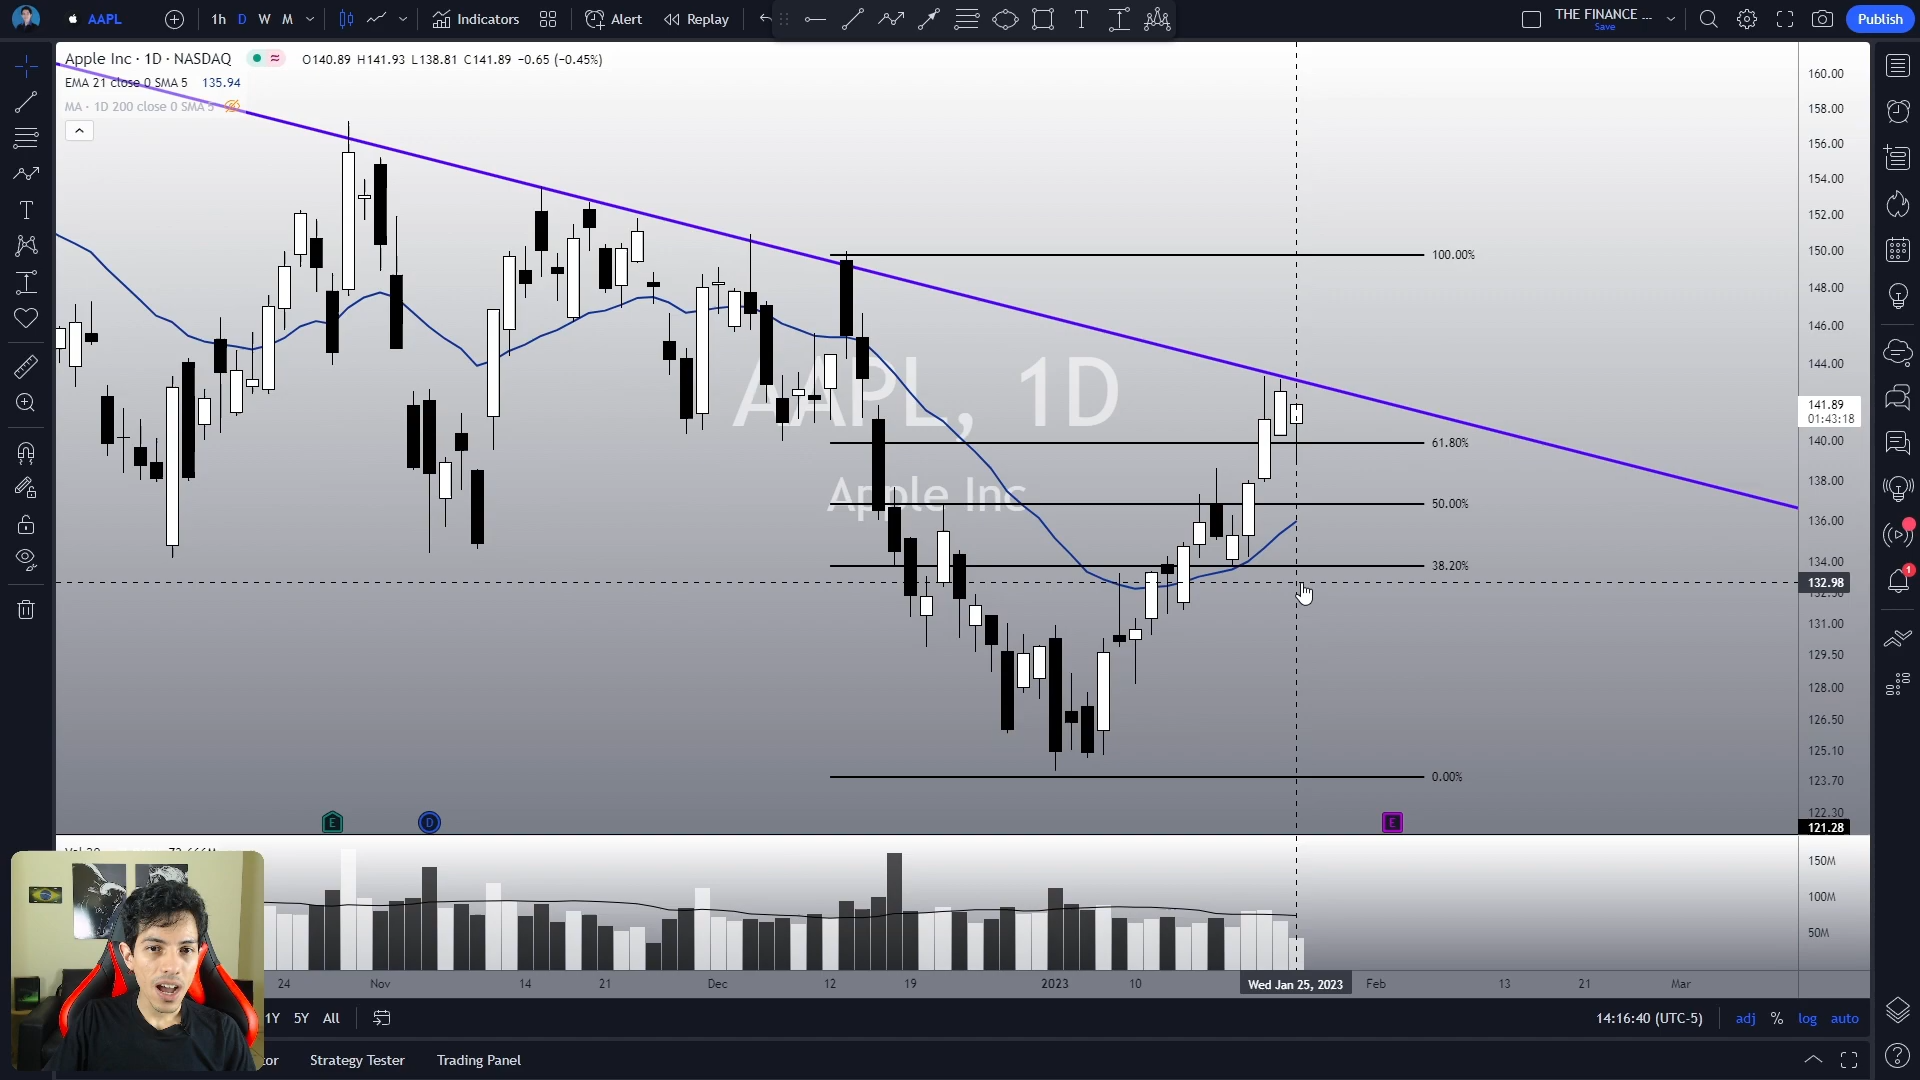 AAPL 1h D W M Indicators Alert Replay THE FINANCE ... Save Publish
Apple Inc · 1D · NASDAQ O140.89 H141.93 L138.81 C141.89 −0.65 (−0.45%)
EMA 21 close 0 SMA 5 135.94
MA · 1D 200 close 0 SMA 5
AAPL, 1D
Apple Inc
100.00%
61.80%
50.00%
38.20%
0.00%
160.00
158.00
156.00
154.00
152.00
150.00
148.00
146.00
144.00
141.89
01:43:18
140.00
138.00
136.00
134.00
132.98
131.00
129.50
128.00
126.50
125.10
123.70
122.30
121.28
E D E
150M
100M
50M
24 Nov 14 21 Dec 12 19 2023 10 Wed Jan 25, 2023 Feb 13 21 Mar
1Y 5Y All 14:16:40 (UTC-5) adj % log auto
Strategy Tester Trading Panel